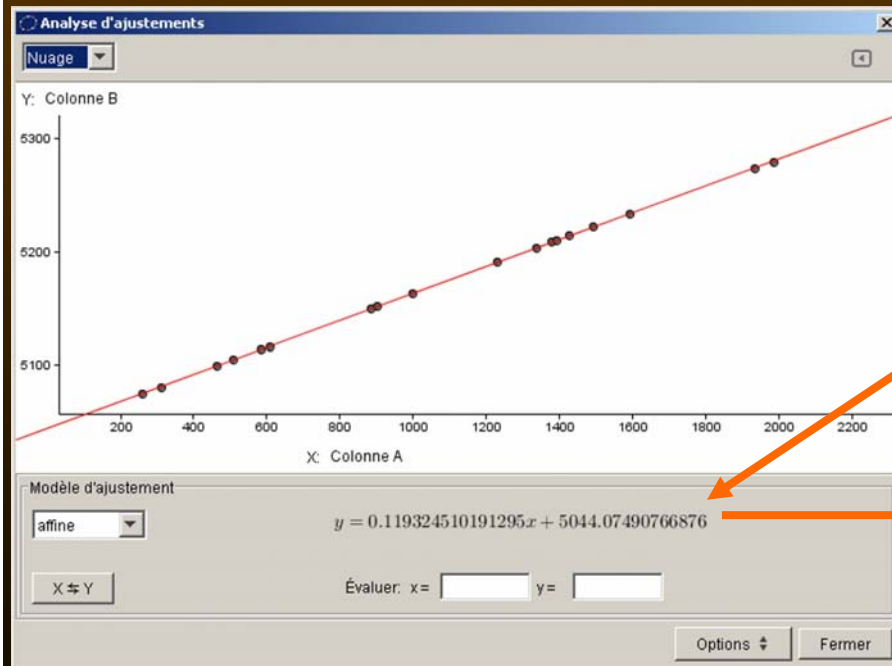 Analyse d'ajustements
Nuage
Y: Colonne B
5300
5200
5100
200 400 600 800 1000 1200 1400 1600 1800 2000 2200
X: Colonne A
Modèle d'ajustement
affine
y = 0.119324510191295x + 5044.07490766876
X ⇆ Y
Évaluer: x= y=
Options Fermer